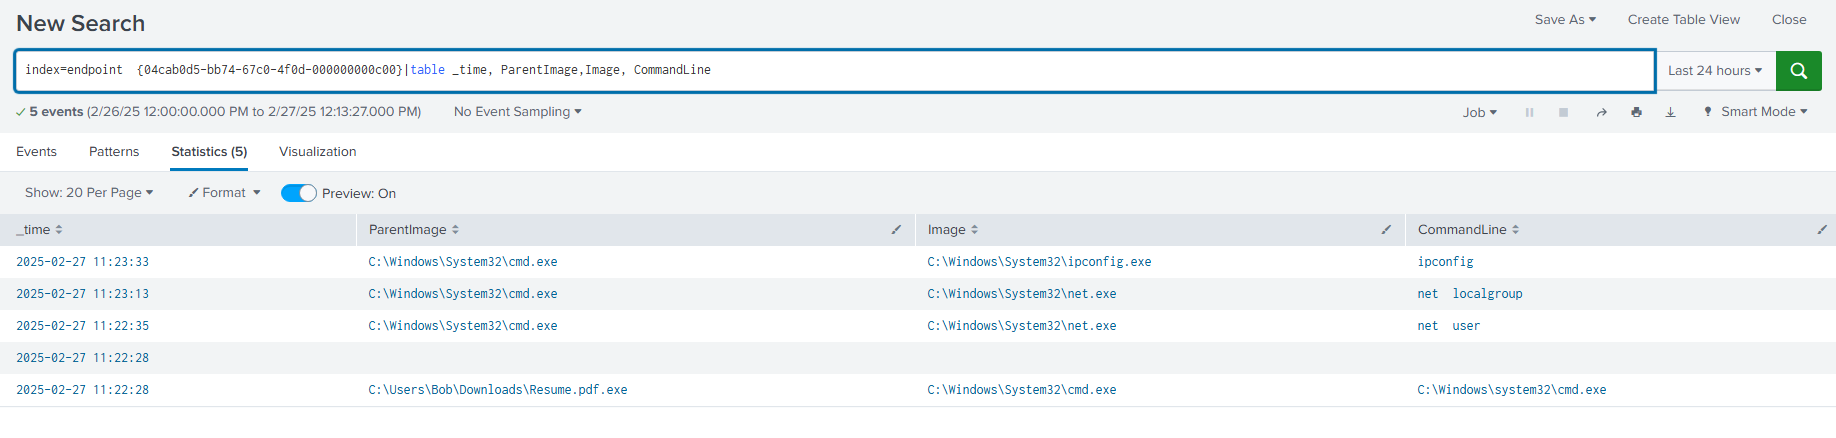 New Search
Save As Create Table View Close
index=endpoint  {04cab0d5-bb74-67c0-4f0d-000000000c00}|table _time, ParentImage,Image, CommandLine
Last 24 hours
5 events (2/26/25 12:00:00.000 PM to 2/27/25 12:13:27.000 PM) No Event Sampling Job Smart Mode
Events Patterns Statistics (5) Visualization
Show: 20 Per Page Format Preview: On
_time ParentImage Image CommandLine
2025-02-27 11:23:33 C:\Windows\System32\cmd.exe C:\Windows\System32\ipconfig.exe ipconfig
2025-02-27 11:23:13 C:\Windows\System32\cmd.exe C:\Windows\System32\net.exe net  localgroup
2025-02-27 11:22:35 C:\Windows\System32\cmd.exe C:\Windows\System32\net.exe net  user
2025-02-27 11:22:28
2025-02-27 11:22:28 C:\Users\Bob\Downloads\Resume.pdf.exe C:\Windows\System32\cmd.exe C:\Windows\system32\cmd.exe